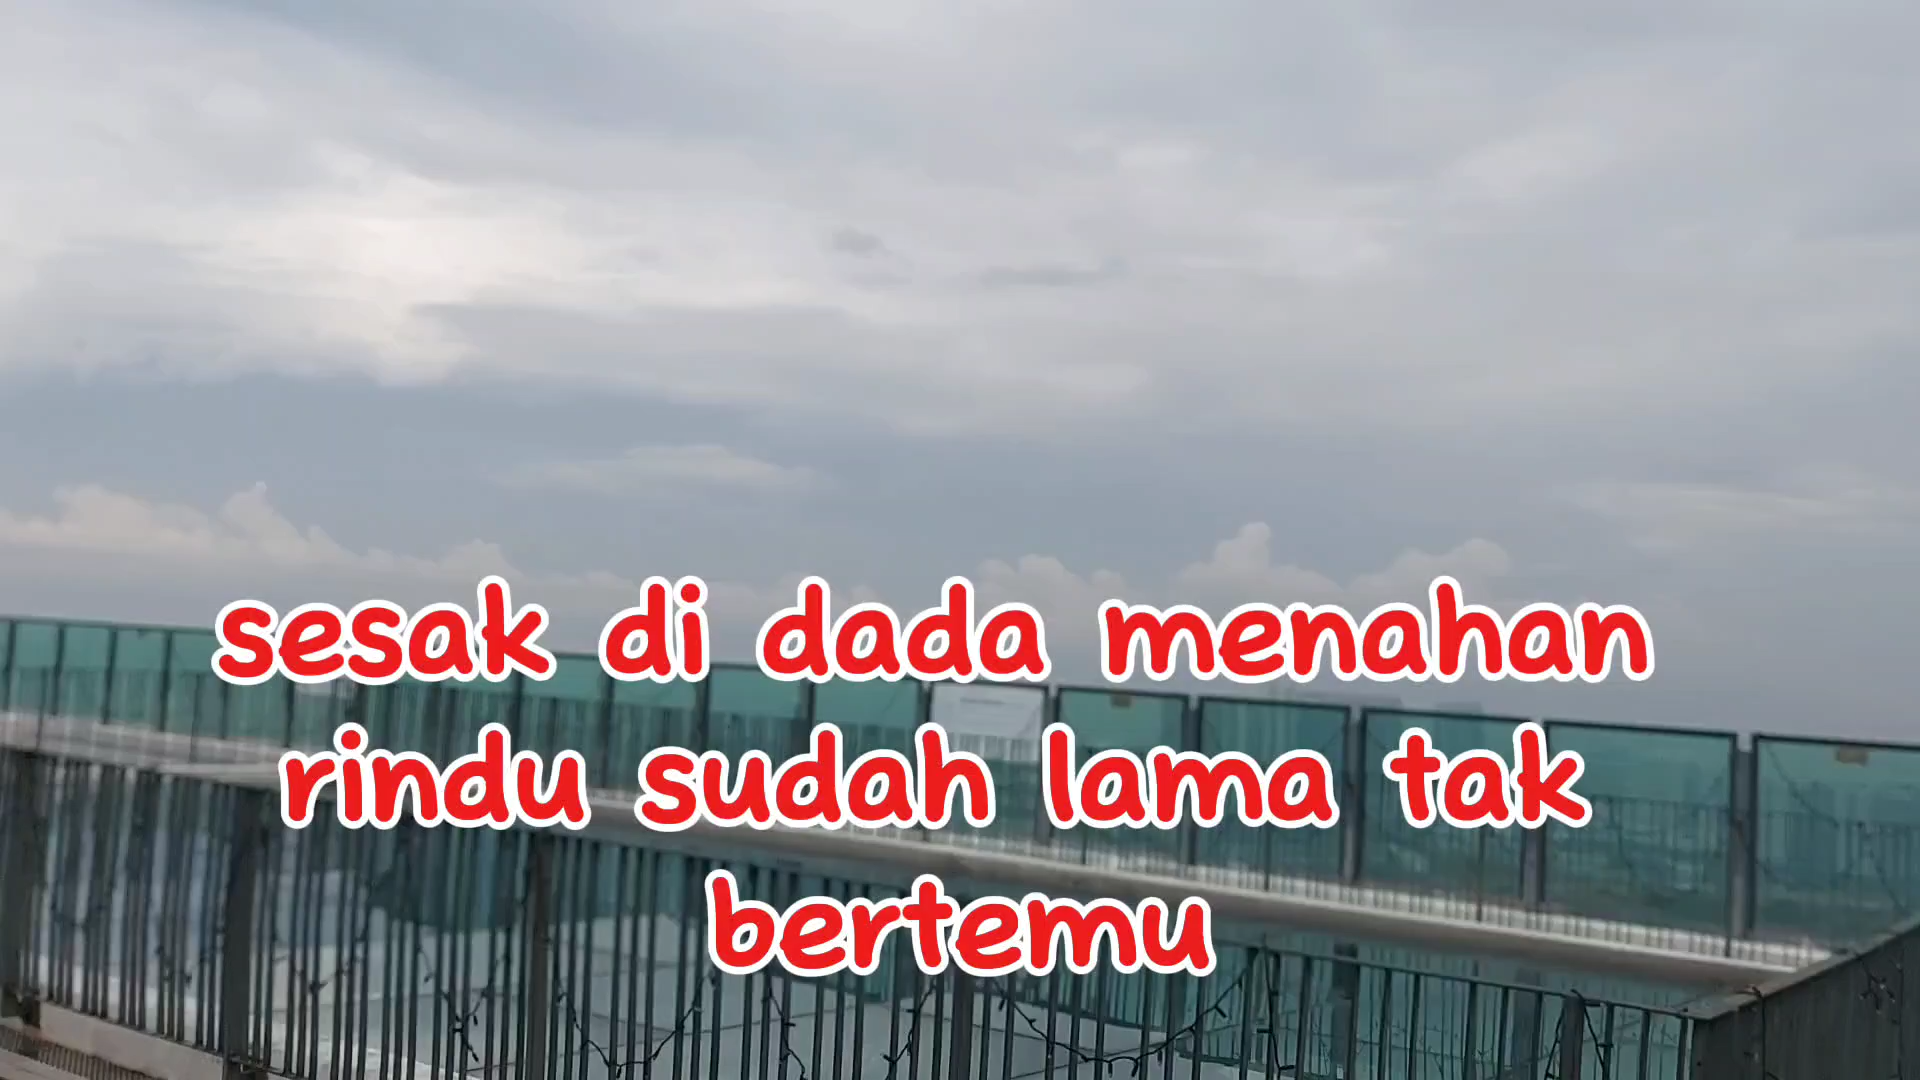 sesak di dada menahan
rindu sudah lama tak
bertemu